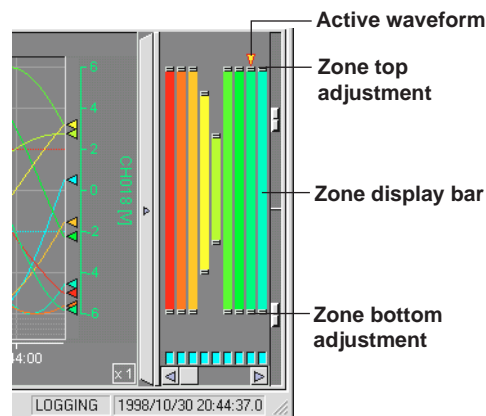 Active waveform
Zone top
adjustment
6
4
2
0
-2
-4
-6
CH018 [V]
Zone display bar
Zone bottom
adjustment
:44:00
x 1
LOGGING
1998/10/30 20:44:37.0